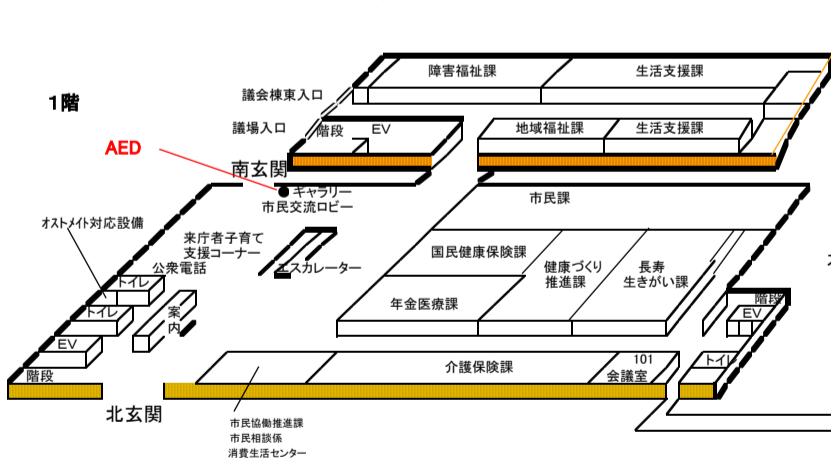 1階
障害福祉課
生活支援課
議会棟東入口
議場入口
階段
EV
地域福祉課
生活支援課
AED
南玄関
ギャラリー
市民交流ロビー
市民課
オストメイト対応設備
来庁者子育て
支援コーナー
公衆電話
エスカレーター
国民健康保険課
健康づくり
推進課
長寿
生きがい課
トイレ
トイレ
案
内
年金医療課
階段
EV
EV
階段
介護保険課
101
会議室
トイレ
北玄関
市民協働推進課
市民相談係
消費生活センター